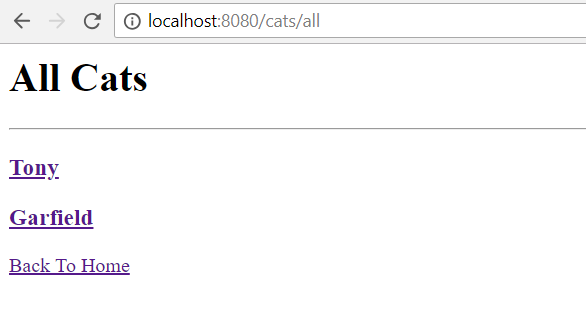 localhost:8080/cats/all
All Cats
Tony
Garfield
Back To Home